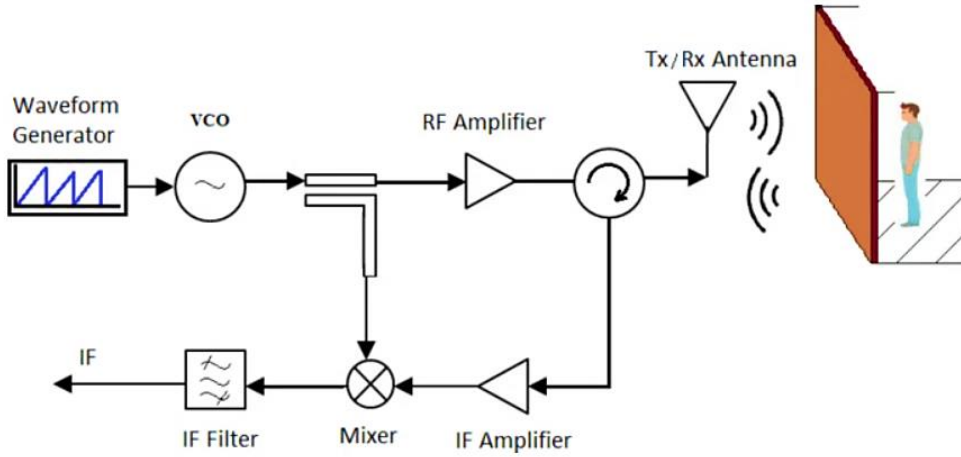 Tx/Rx Antenna
Waveform
Generator
VCO
RF Amplifier
IF
IF Filter
Mixer
IF Amplifier